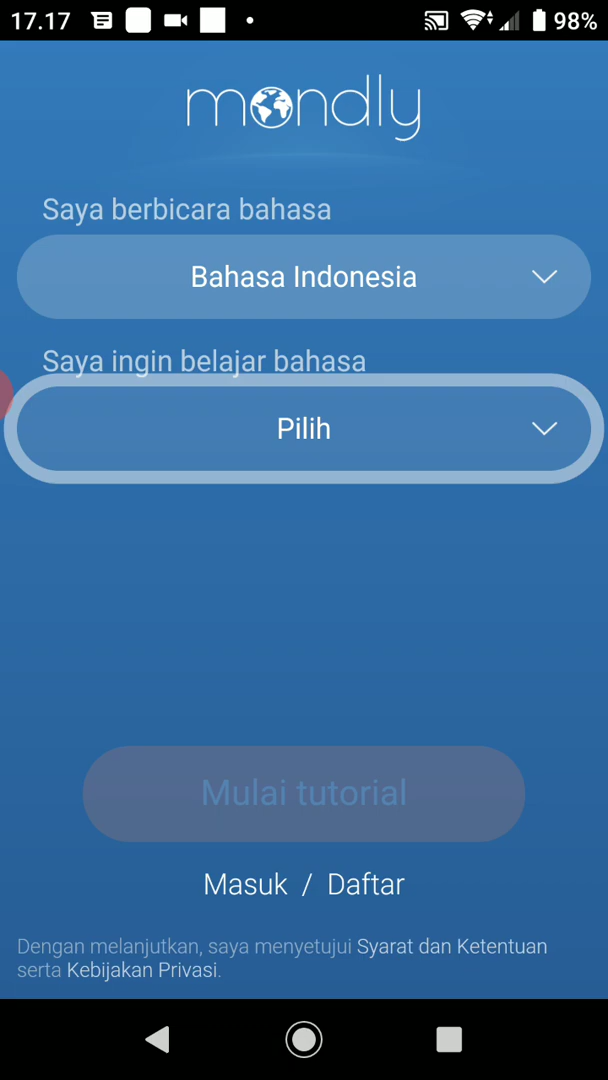 17.17
98%
mondly
Saya berbicara bahasa
Bahasa Indonesia
Saya ingin belajar bahasa
Pilih
Mulai tutorial
Masuk / Daftar
Dengan melanjutkan, saya menyetujui Syarat dan Ketentuan
serta Kebijakan Privasi.